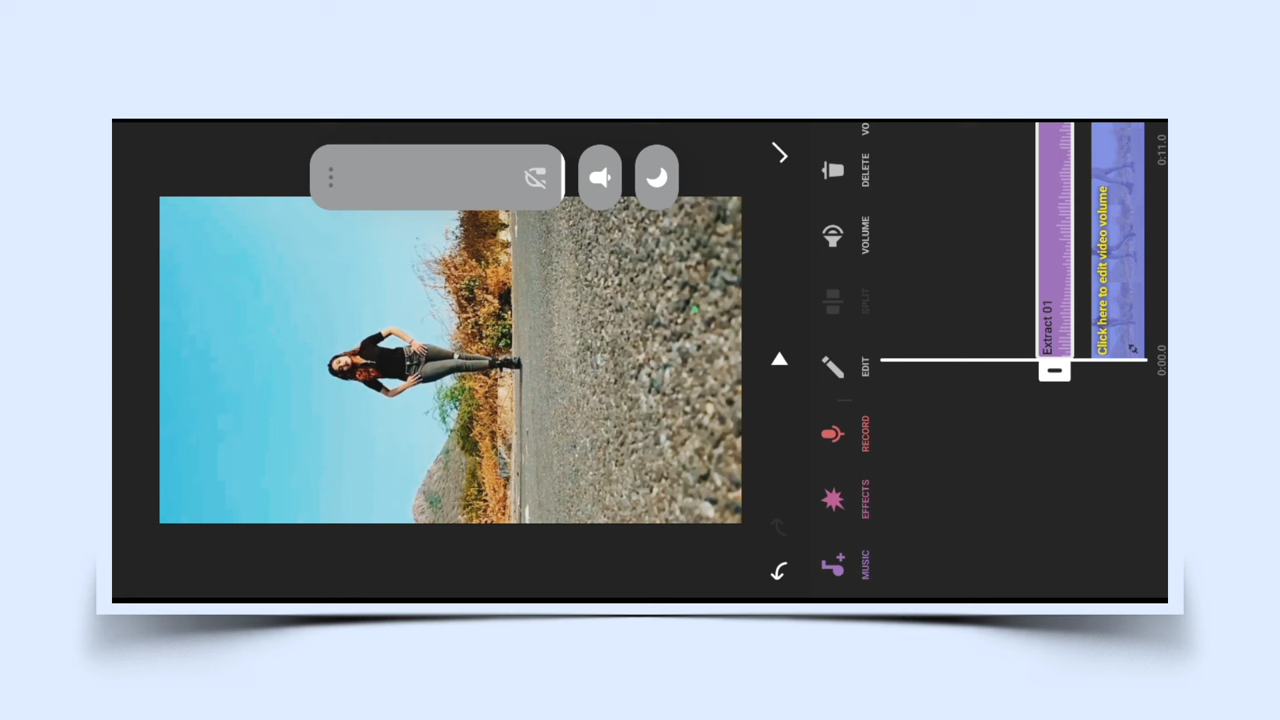 MUSIC EFFECTS RECORD EDIT SPLIT VOLUME DELETE VO
Extract 01
Click here to edit video volume
0:00.0 0:11.0